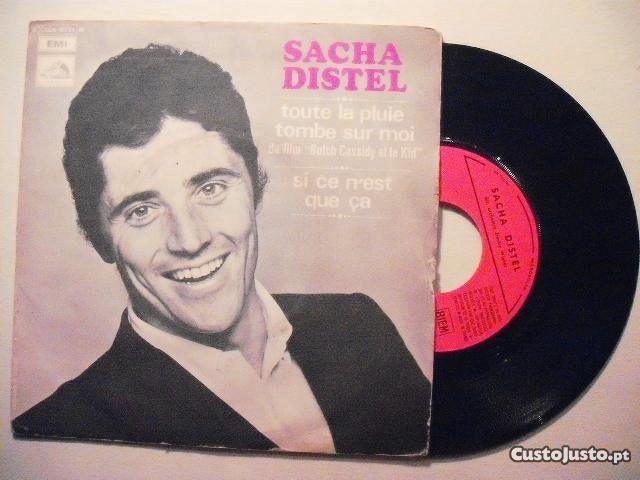 EMI
SACHA
DISTEL
toute la pluie
tombe sur moi
du film "Butch Cassidy et le Kid"
si ce n'est
que ça
SACHA DISTEL
BIEM
CustoJusto.pt